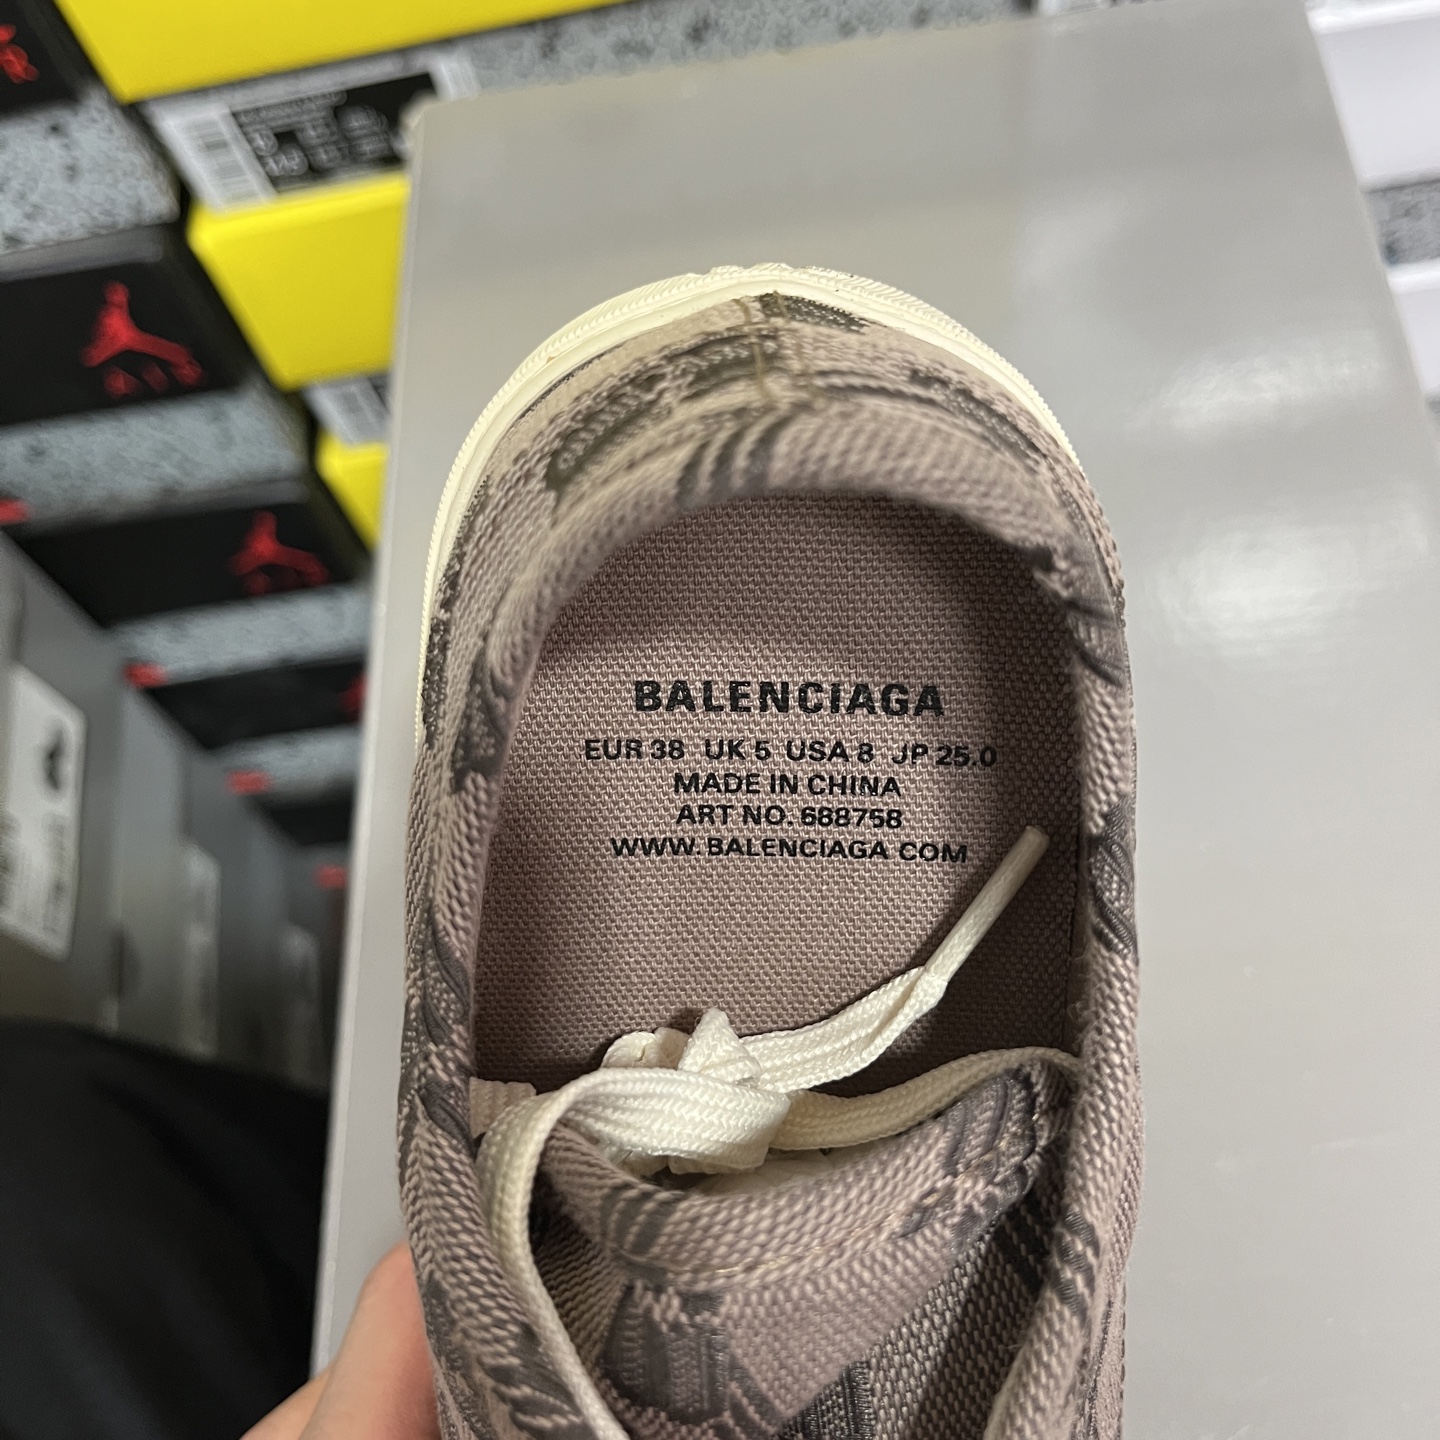 BALENCIAGA
EUR 38 UK 5 USA 8 JP 25.0
MADE IN CHINA
ART NO. 688758
WWW.BALENCIAGA.COM